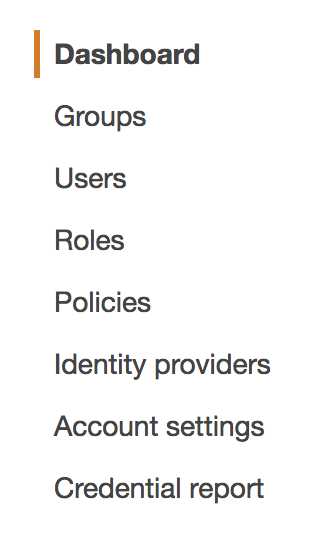 Dashboard
Groups
Users
Roles
Policies
Identity providers
Account settings
Credential report